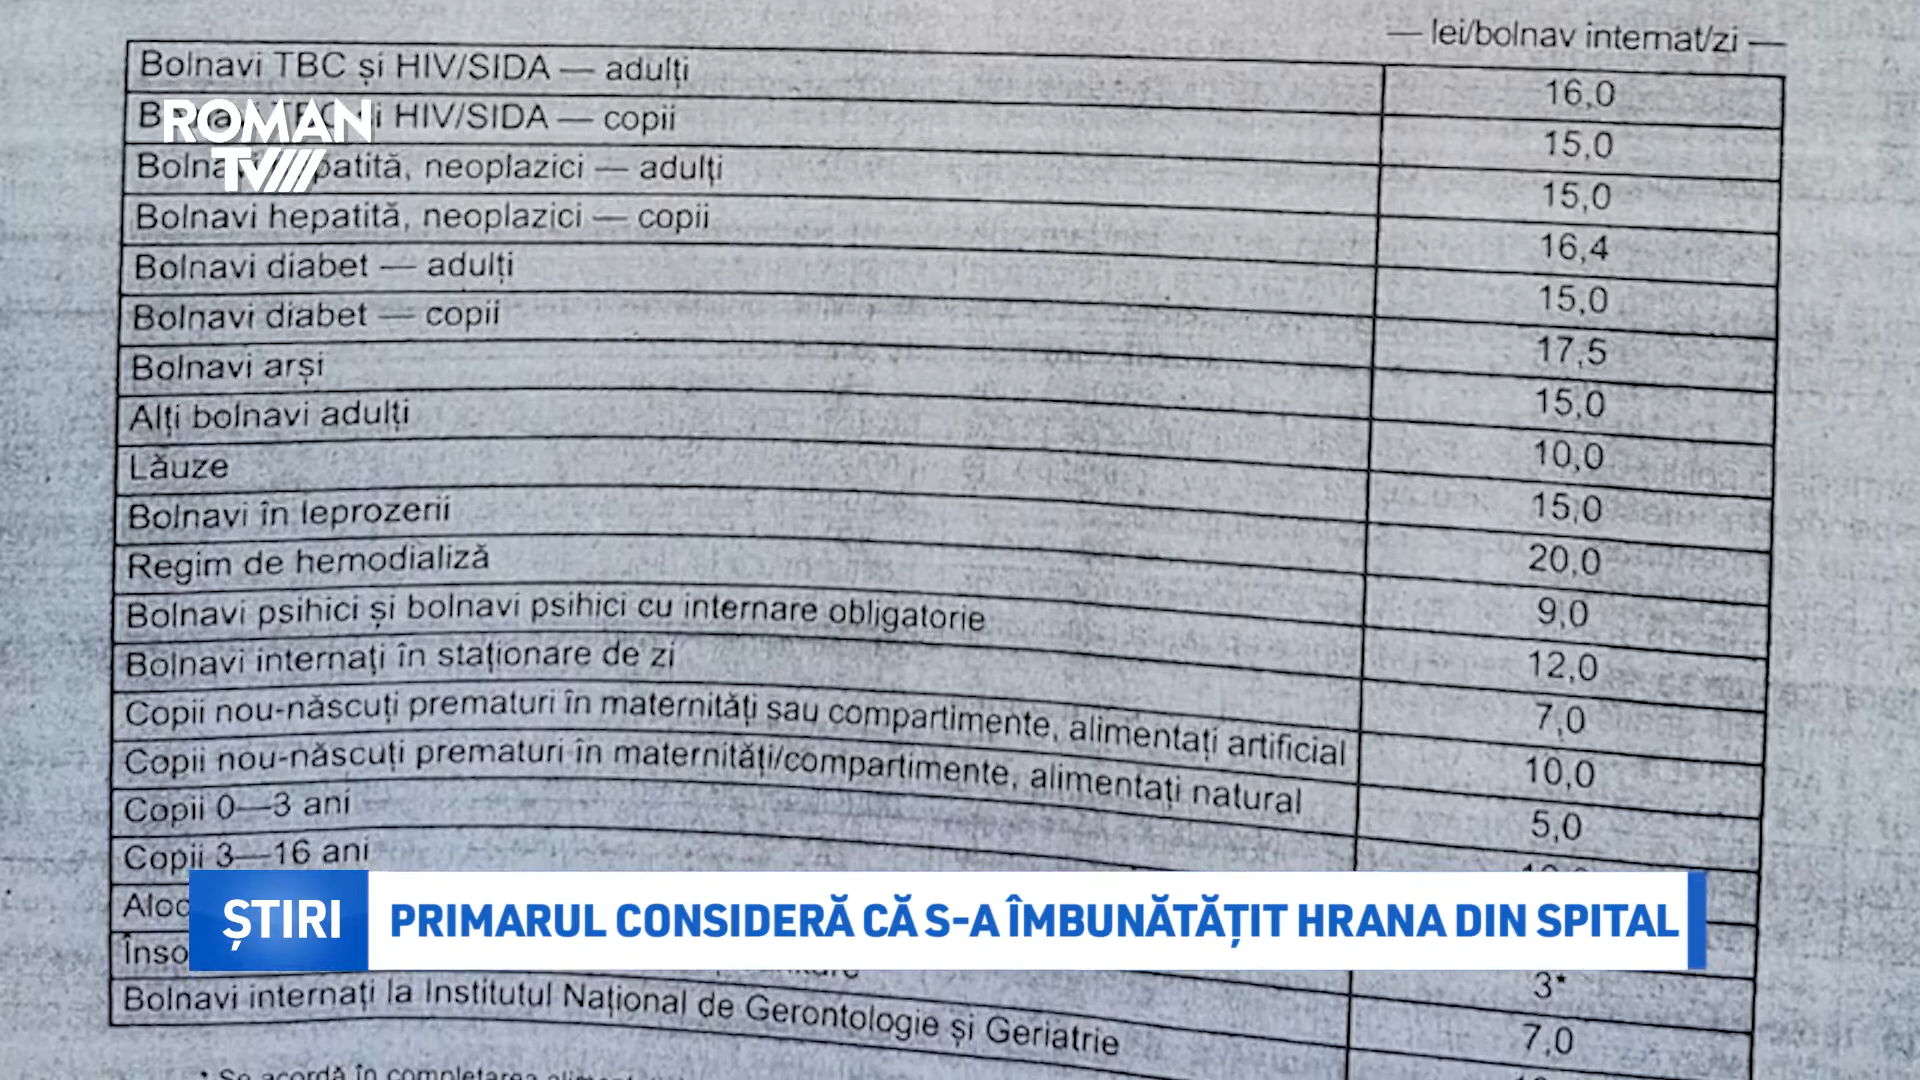 — lei/bolnav internat/zi —
Bolnavi TBC și HIV/SIDA — adulți 16,0
HIV/SIDA — copii 15,0
neoplazici — adulți 15,0
Bolnavi hepatită, neoplazici — copii 16,4
Bolnavi diabet — adulți 15,0
Bolnavi diabet — copii 17,5
Bolnavi arși 15,0
Alți bolnavi adulți 10,0
Lăuze 15,0
Bolnavi în leprozerii 20,0
Regim de hemodializă 9,0
Bolnavi psihici și bolnavi psihici cu internare obligatorie 12,0
Bolnavi internați în staționare de zi 7,0
Copii nou-născuți prematuri în maternități sau compartimente, alimentați artificial 10,0
Copii nou-născuți prematuri în maternități/compartimente, alimentați natural 5,0
Copii 0—3 ani
Copii 3—16 ani
3*
Bolnavi internați la Institutul Național de Gerontologie și Geriatrie
7,0
* Se acordă în completarea
ROMAN
TV
ȘTIRI
PRIMARUL CONSIDERĂ CĂ S-A ÎMBUNĂTĂȚIT HRANA DIN SPITAL